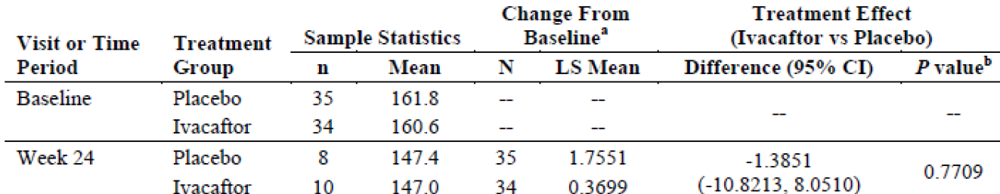 Change From Treatment Effect
Visit or Time Treatment Sample Statistics Baselineᵃ (Ivacaftor vs Placebo)
Period Group n Mean N LS Mean Difference (95% CI) P valueᵇ
Baseline Placebo 35 161.8 -- -- -- --
Ivacaftor 34 160.6 -- --
Week 24 Placebo 8 147.4 35 1.7551 -1.3851 0.7709
Ivacaftor 10 147.0 34 0.3699 (-10.8213, 8.0510)